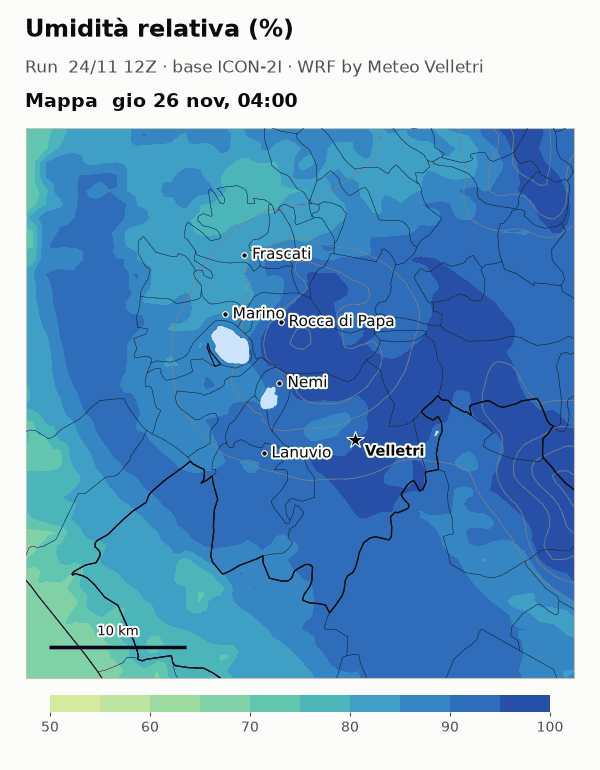 Umidità relativa (%)
Run  24/11 12Z · base ICON-2I · WRF by Meteo Velletri
Mappa  gio 26 nov, 04:00
Frascati
Marino
Rocca di Papa
Nemi
Velletri
Lanuvio
10 km
50 60 70 80 90 100